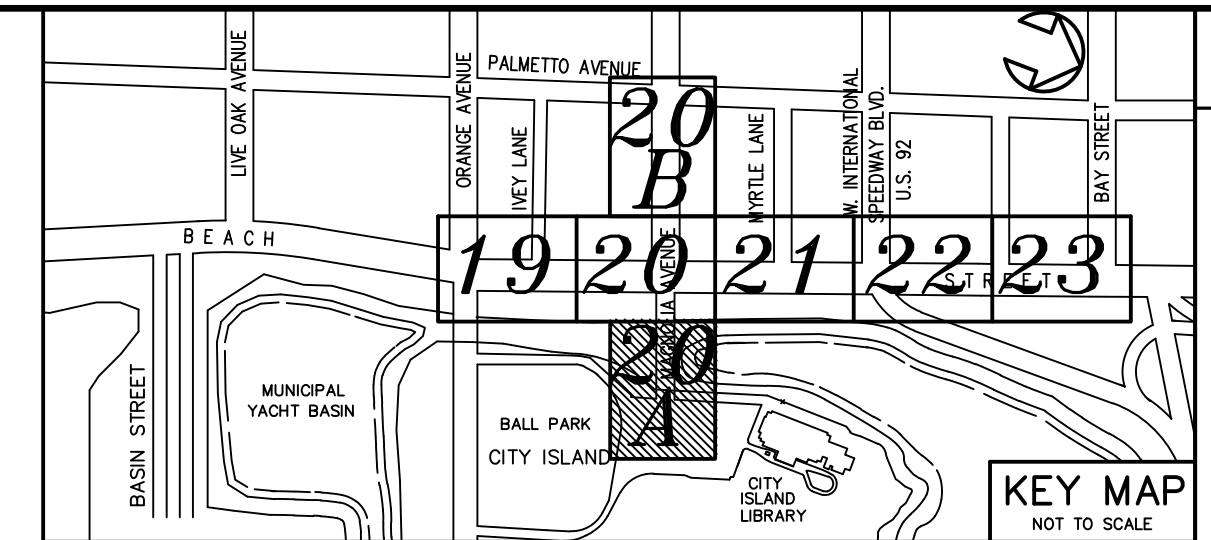 LIVE OAK AVENUE
ORANGE AVENUE
PALMETTO AVENUE
IVEY LANE
20
B
MYRTLE LANE
W. INTERNATIONAL
SPEEDWAY BLVD.
U.S. 92
BAY STREET
BEACH
19
20
21
22
23
MAGNOLIA AVENUE
STREET
20
A
BASIN STREET
MUNICIPAL
YACHT BASIN
BALL PARK
CITY ISLAND
CITY
ISLAND
LIBRARY
KEY MAP
NOT TO SCALE